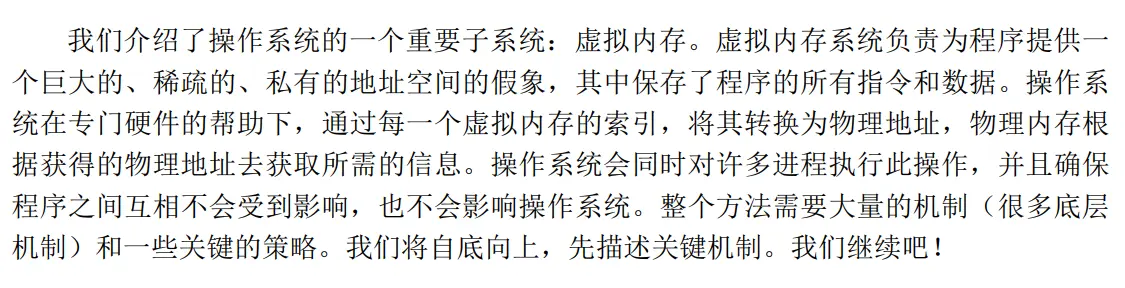 我们介绍了操作系统的一个重要子系统：虚拟内存。虚拟内存系统负责为程序提供一
个巨大的、稀疏的、私有的地址空间的假象，其中保存了程序的所有指令和数据。操作系
统在专门硬件的帮助下，通过每一个虚拟内存的索引，将其转换为物理地址，物理内存根
据获得的物理地址去获取所需的信息。操作系统会同时对许多进程执行此操作，并且确保
程序之间互相不会受到影响，也不会影响操作系统。整个方法需要大量的机制（很多底层
机制）和一些关键的策略。我们将自底向上，先描述关键机制。我们继续吧！